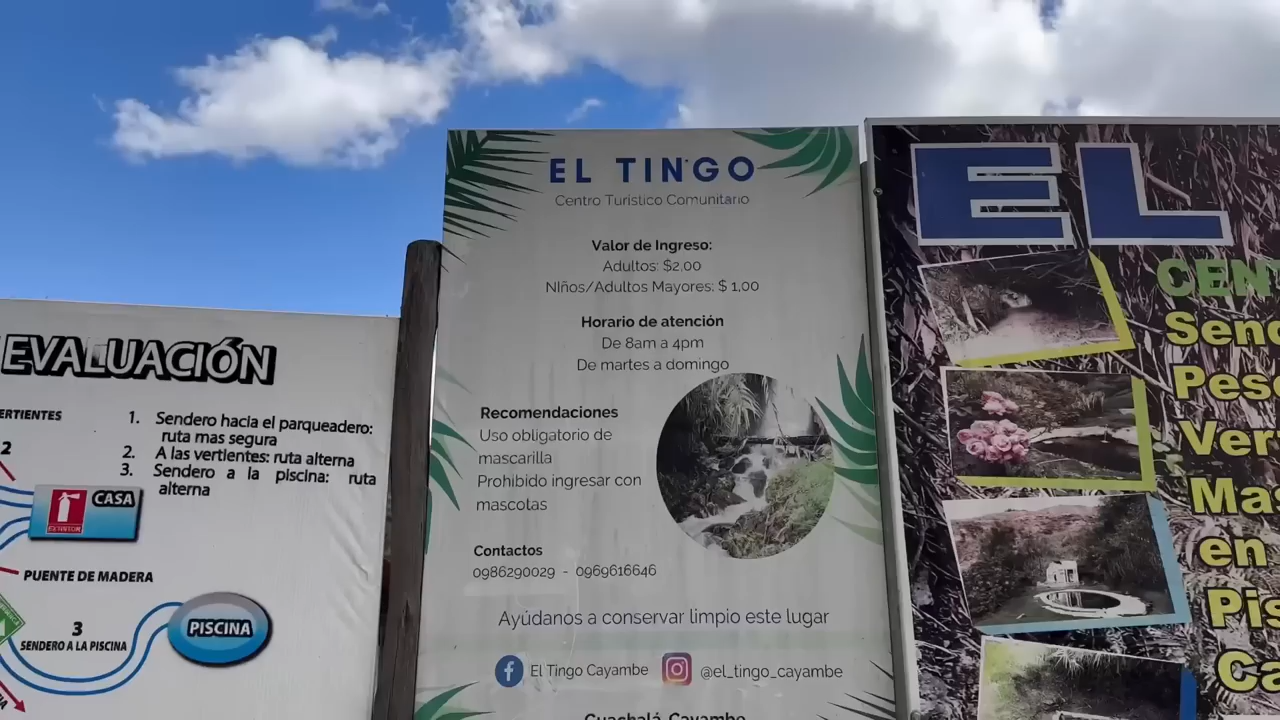 EVALUACIÓN
ERTIENTES
2
1. Sendero hacia el parqueadero:
ruta mas segura
2. A las vertientes: ruta alterna
3. Sendero a la piscina: ruta
alterna
CASA
PUENTE DE MADERA
3
SENDERO A LA PISCINA
PISCINA
EL TINGO
Centro Turístico Comunitario
Valor de Ingreso:
Adultos: $2,00
NIños/Adultos Mayores: $ 1,00
Horario de atención
De 8am a 4pm
De martes a domingo
Recomendaciones
Uso obligatorio de
mascarilla
Prohibido ingresar con
mascotas
Contactos
0986290029 - 0969616646
Ayúdanos a conservar limpio este lugar
El Tingo Cayambe @el_tingo_cayambe
Guachalá-Cayambe
EL
CEN
Send
Pes
Ver
Mas
en
Pis
Ca